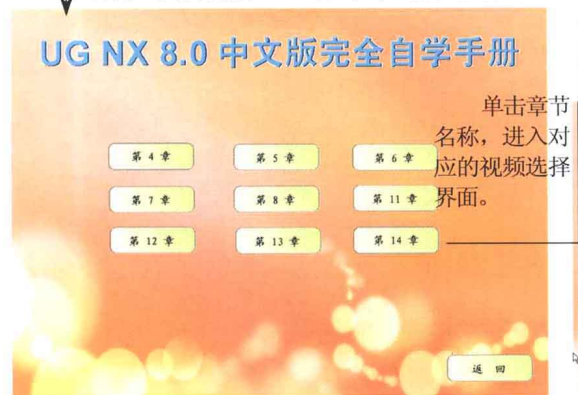 UG NX 8.0 中文版完全自学手册
单击章节
名称，进入对
应的视频选择
界面。
第 4 章 第 5 章 第 6 章
第 7 章 第 8 章 第 11 章
第 12 章 第 13 章 第 14 章
返 回